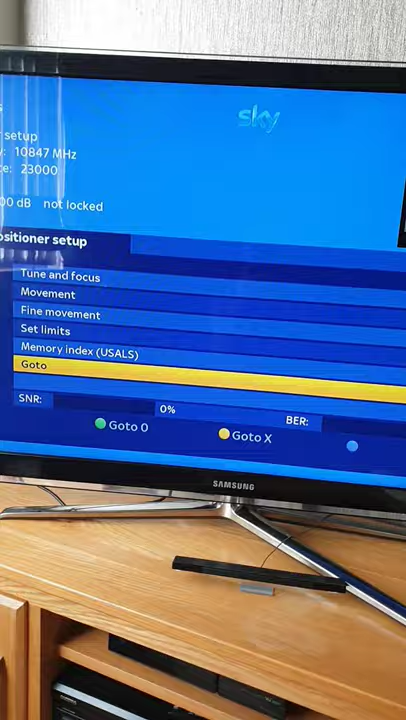 sky
setup
10847 MHz
23000
00 dB not locked
ositioner setup
Tune and focus
Movement
Fine movement
Set limits
Memory index (USALS)
Goto
SNR:
0%
BER:
Goto 0
Goto X
SAMSUNG